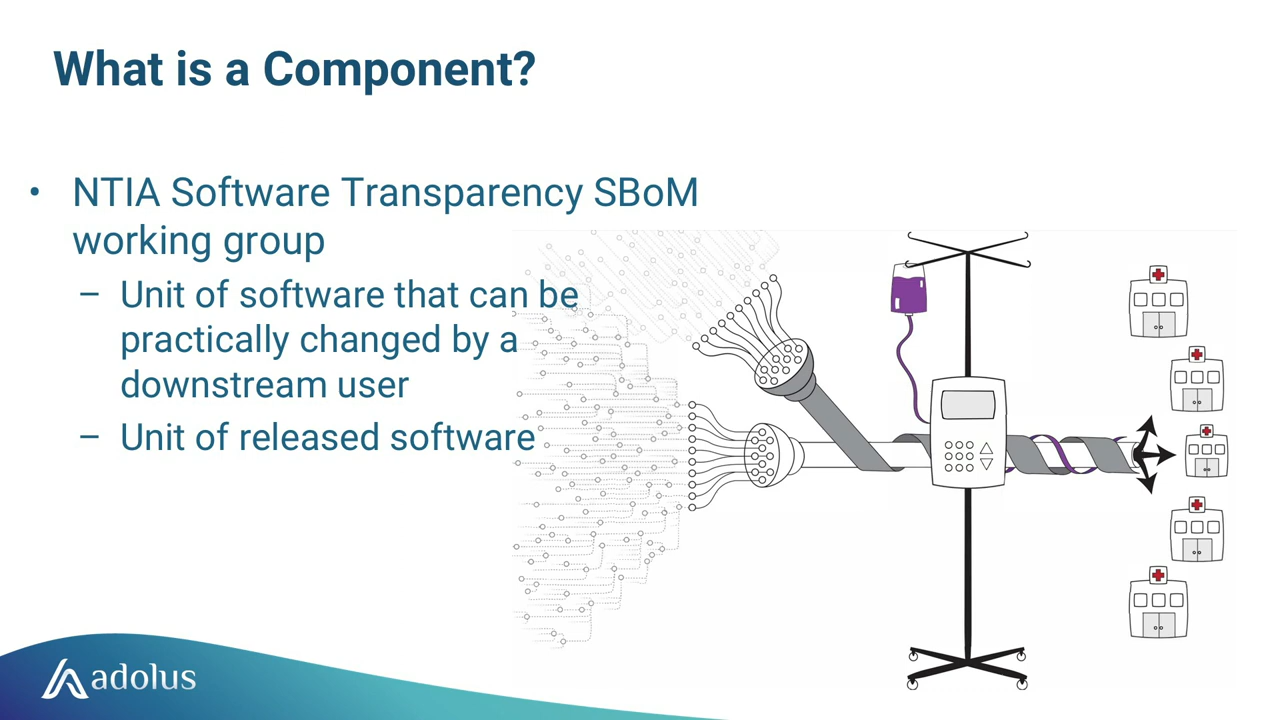 What is a Component?
• NTIA Software Transparency SBoM
working group
– Unit of software that can be
practically changed by a
downstream user
– Unit of released software
adolus